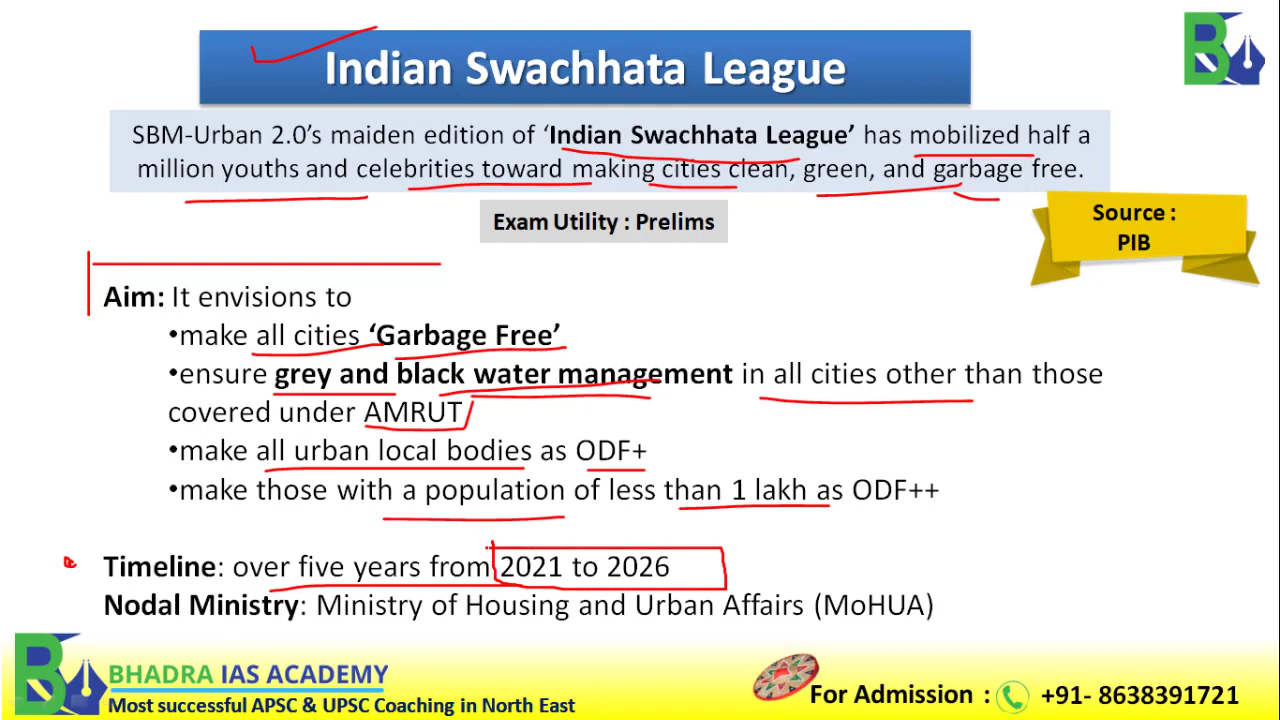 Indian Swachhata League
SBM-Urban 2.0's maiden edition of 'Indian Swachhata League' has mobilized half a
million youths and celebrities toward making cities clean, green, and garbage free.
Exam Utility : Prelims
Source :
PIB
Aim: It envisions to
•make all cities 'Garbage Free'
•ensure grey and black water management in all cities other than those
covered under AMRUT
•make all urban local bodies as ODF+
•make those with a population of less than 1 lakh as ODF++
Timeline: over five years from 2021 to 2026
Nodal Ministry: Ministry of Housing and Urban Affairs (MoHUA)
BHADRA IAS ACADEMY
Most successful APSC & UPSC Coaching in North East
For Admission : +91- 8638391721